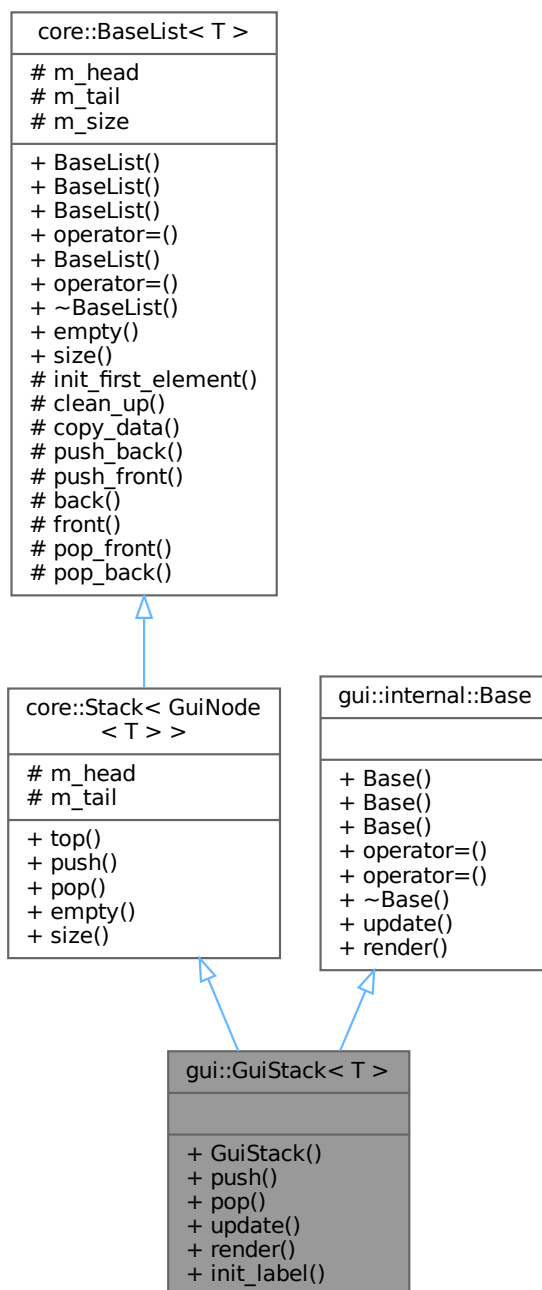 core::BaseList< T >
# m_head
# m_tail
# m_size
+ BaseList()
+ BaseList()
+ BaseList()
+ operator=()
+ BaseList()
+ operator=()
+ ~BaseList()
+ empty()
+ size()
# init_first_element()
# clean_up()
# copy_data()
# push_back()
# push_front()
# back()
# front()
# pop_front()
# pop_back()
core::Stack< GuiNode
< T > >
# m_head
# m_tail
+ top()
+ push()
+ pop()
+ empty()
+ size()
gui::internal::Base
+ Base()
+ Base()
+ Base()
+ operator=()
+ operator=()
+ ~Base()
+ update()
+ render()
gui::GuiStack< T >
+ GuiStack()
+ push()
+ pop()
+ update()
+ render()
+ init_label()